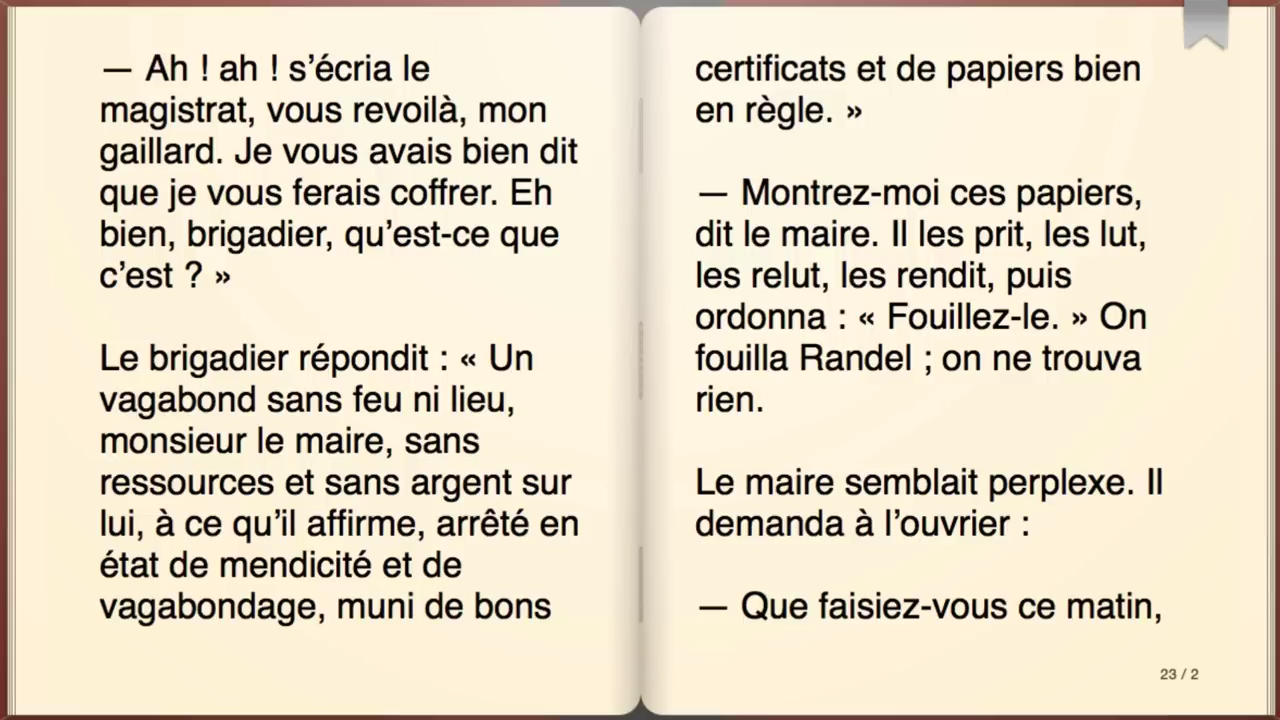 — Ah ! ah ! s’écria le
magistrat, vous revoilà, mon
gaillard. Je vous avais bien dit
que je vous ferais coffrer. Eh
bien, brigadier, qu’est-ce que
c’est ? »
Le brigadier répondit : « Un
vagabond sans feu ni lieu,
monsieur le maire, sans
ressources et sans argent sur
lui, à ce qu’il affirme, arrêté en
état de mendicité et de
vagabondage, muni de bons
certificats et de papiers bien
en règle. »
— Montrez-moi ces papiers,
dit le maire. Il les prit, les lut,
les relut, les rendit, puis
ordonna : « Fouillez-le. » On
fouilla Randel ; on ne trouva
rien.
Le maire semblait perplexe. Il
demanda à l’ouvrier :
— Que faisiez-vous ce matin,
23 / 2